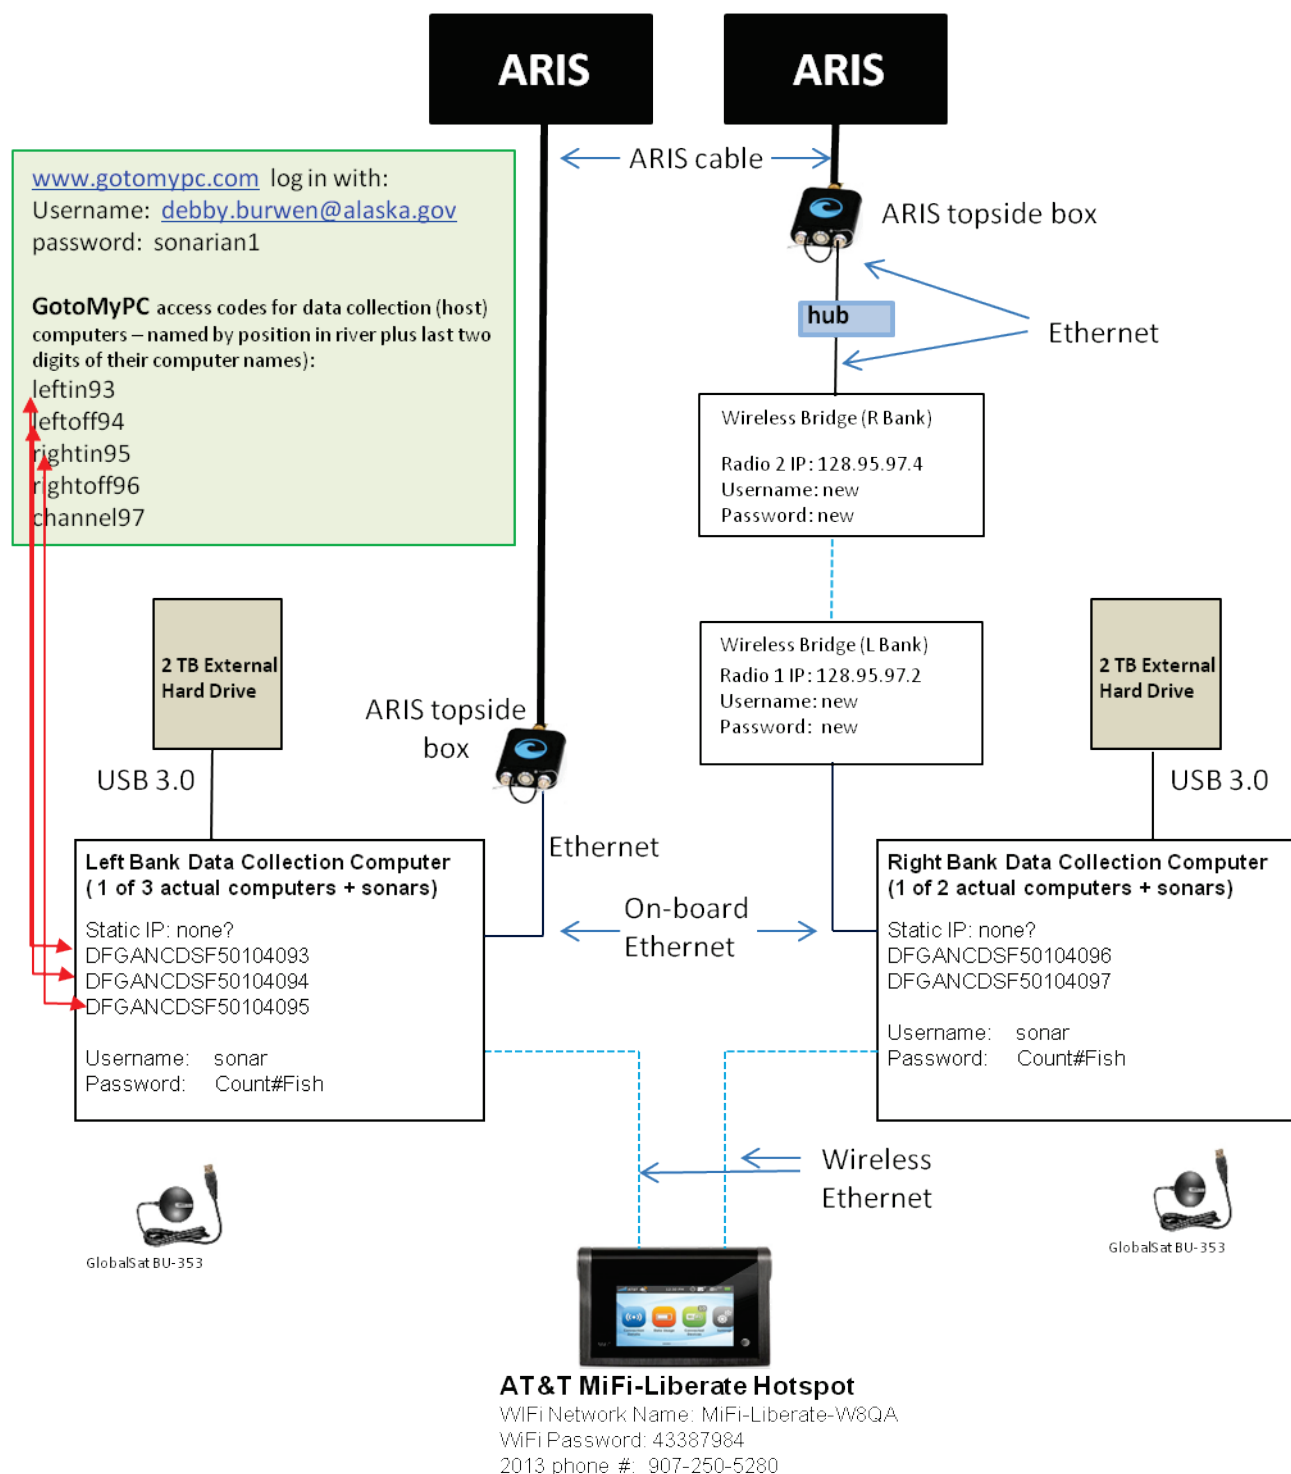 ARIS
ARIS
ARIS cable
www.gotomypc.com log in with:
Username: debby.burwen@alaska.gov
password: sonarian1
GotoMyPC access codes for data collection (host)
computers – named by position in river plus last two
digits of their computer names):
leftin93
leftoff94
rightin95
rightoff96
channel97
ARIS topside box
hub
Ethernet
Wireless Bridge (R Bank)
Radio 2 IP: 128.95.97.4
Username: new
Password: new
Wireless Bridge (L Bank)
Radio 1 IP: 128.95.97.2
Username: new
Password: new
2 TB External
Hard Drive
USB 3.0
ARIS topside
box
Ethernet
2 TB External
Hard Drive
USB 3.0
Left Bank Data Collection Computer
( 1 of 3 actual computers + sonars)
Static IP: none?
DFGANCDSF50104093
DFGANCDSF50104094
DFGANCDSF50104095
Username: sonar
Password: Count#Fish
On-board
Ethernet
Right Bank Data Collection Computer
(1 of 2 actual computers + sonars)
Static IP: none?
DFGANCDSF50104096
DFGANCDSF50104097
Username: sonar
Password: Count#Fish
Wireless
Ethernet
GlobalSat BU-353
GlobalSat BU-353
AT&T MiFi-Liberate Hotspot
WIFi Network Name: MiFi-Liberate-W8QA
WiFi Password: 43387984
2013 phone #: 907-250-5280